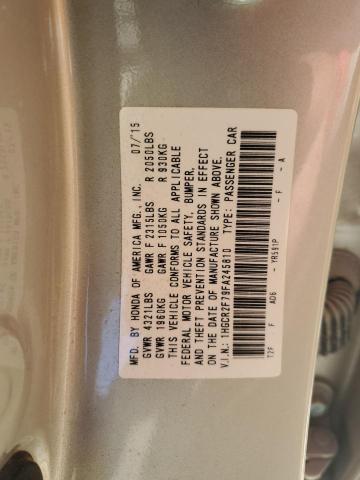 MFD. BY HONDA OF AMERICA MFG., INC. 07/'15
GVWR 4321LBS GAWR F 2315LBS R 2050LBS
GVWR 1960KG GAWR F 1050KG R 930KG
THIS VEHICLE CONFORMS TO ALL APPLICABLE
FEDERAL MOTOR VEHICLE SAFETY, BUMPER,
AND THEFT PREVENTION STANDARDS IN EFFECT
ON THE DATE OF MANUFACTURE SHOWN ABOVE.
V.I.N.: 1HGCR2F79FA245810 TYPE: PASSENGER CAR
F AD6 - YR591P - F - A
T2F